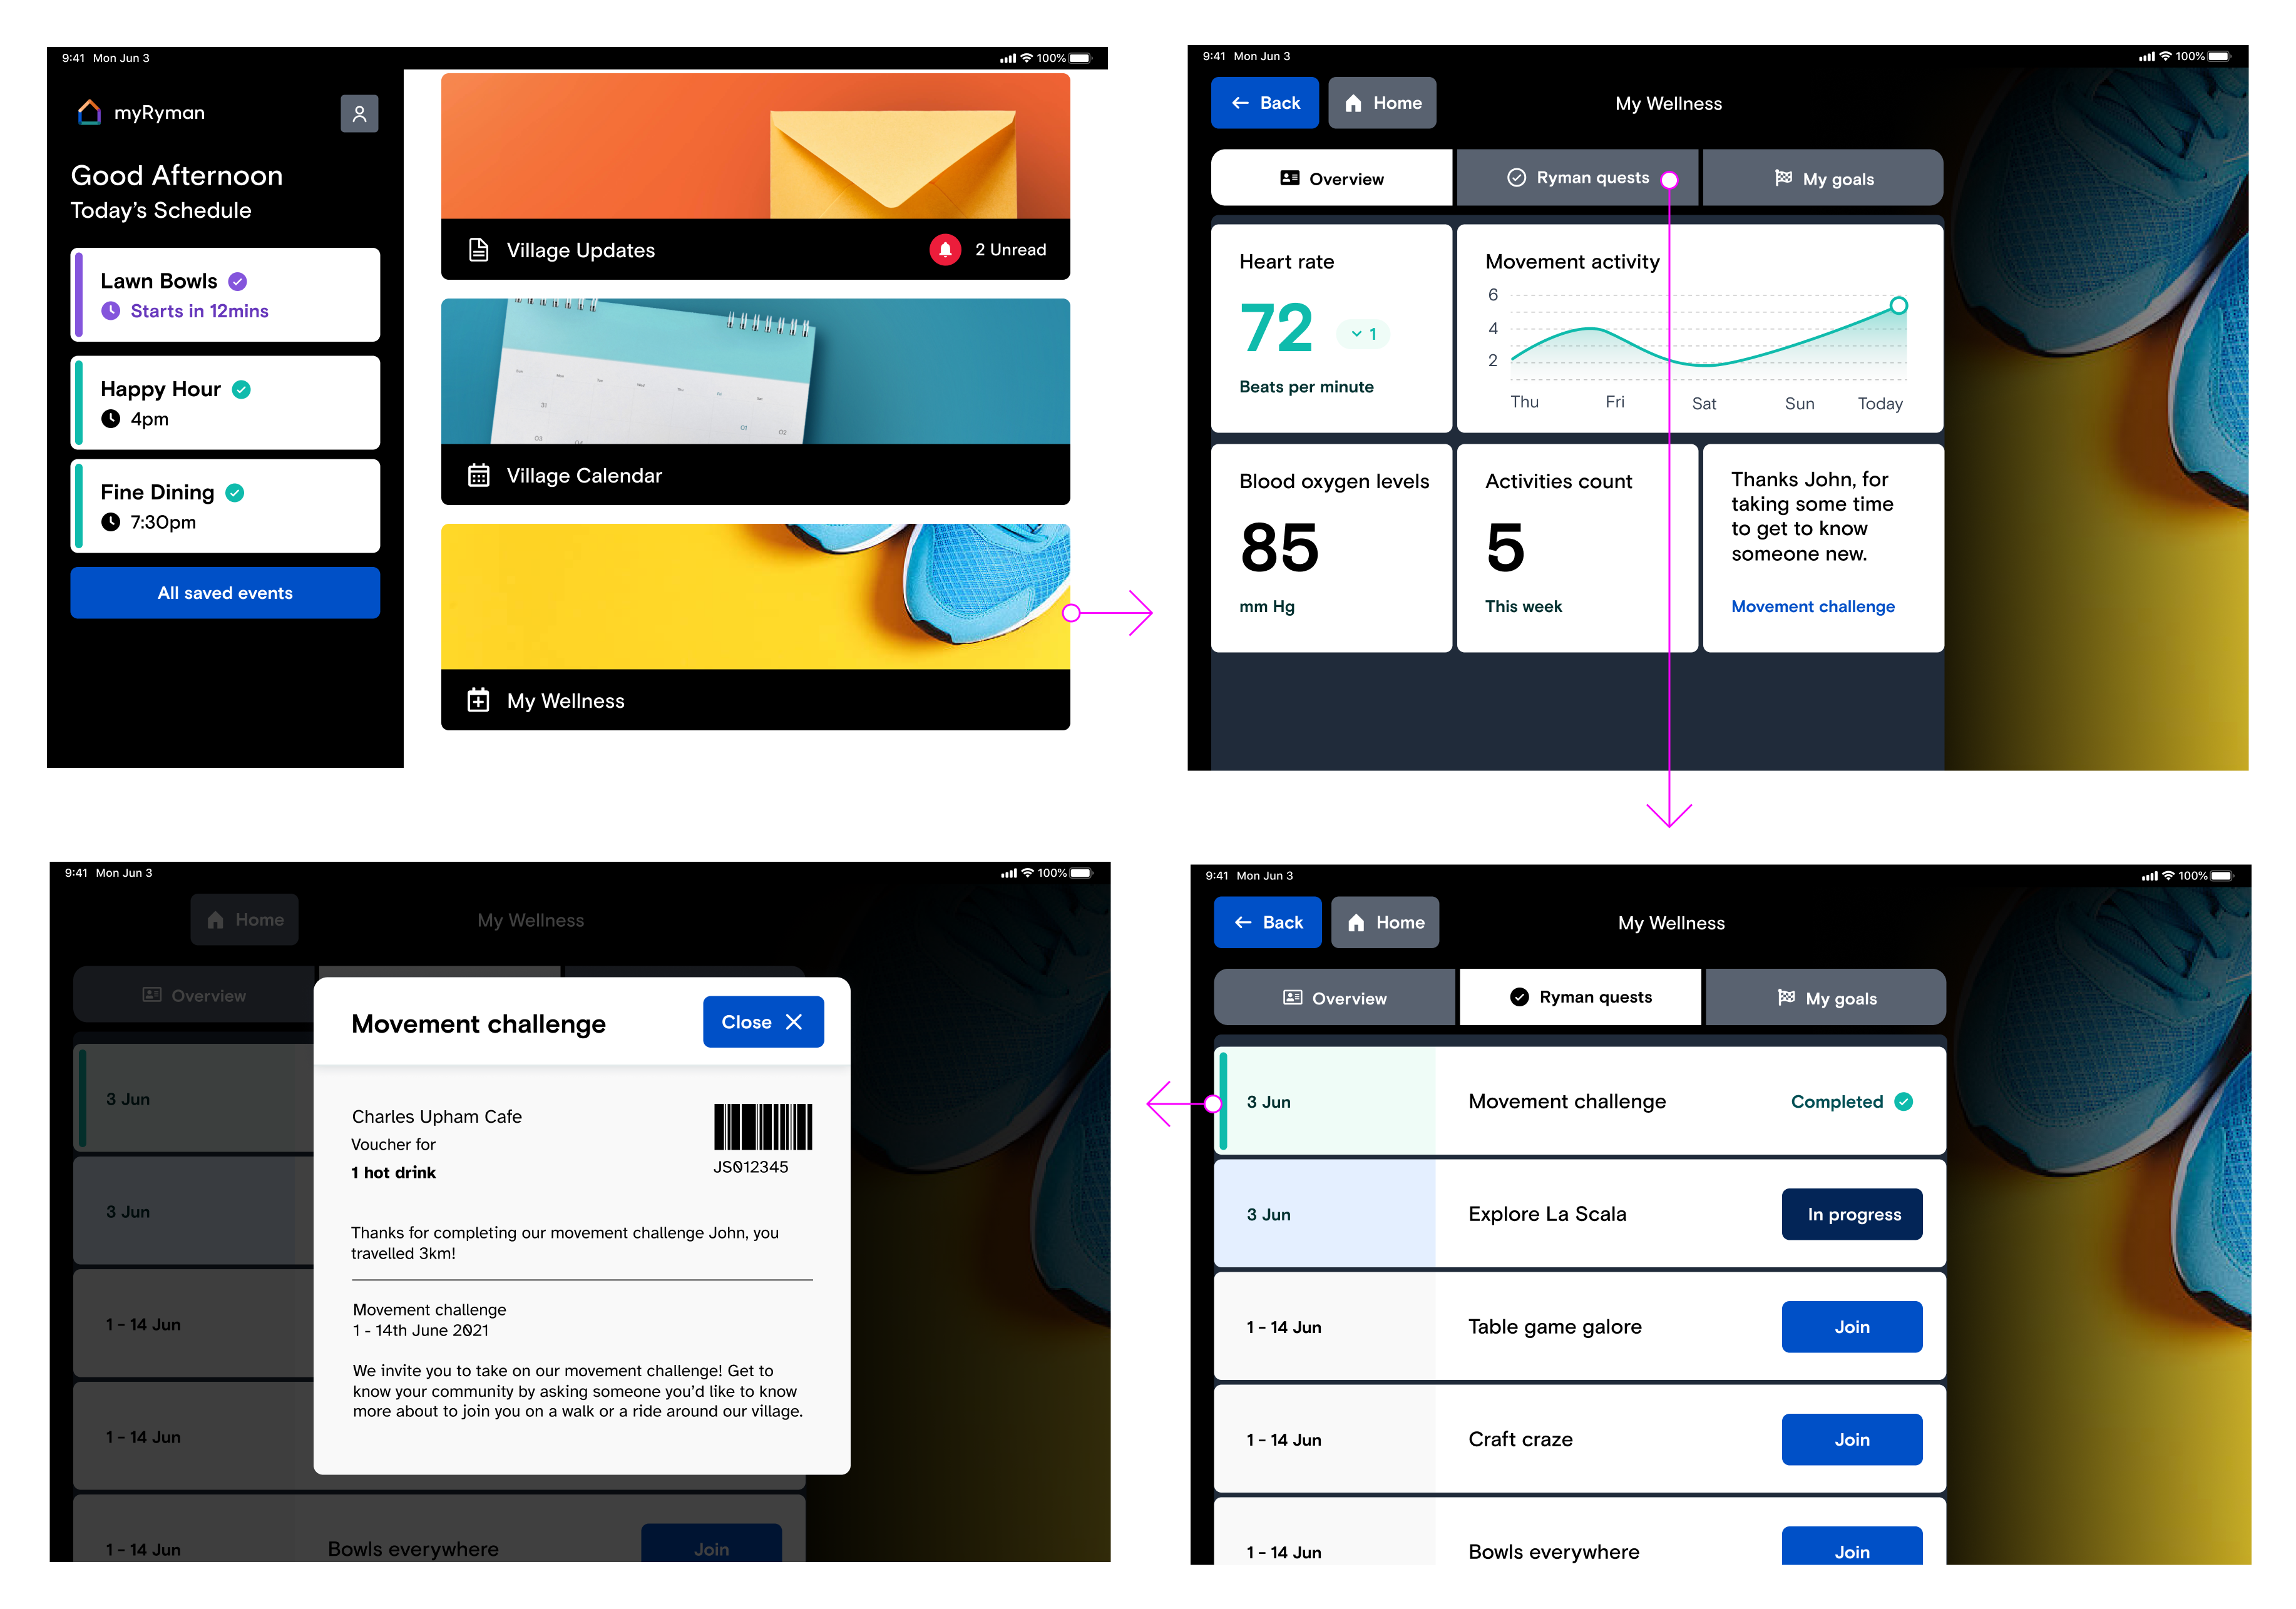 9:41 Mon Jun 3
100%
myRyman
Good Afternoon
Today's Schedule
Lawn Bowls
Starts in 12mins
Happy Hour
4pm
Fine Dining
7:30pm
All saved events
Village Updates
2 Unread
31
01 02
03 04
Village Calendar
My Wellness
9:41 Mon Jun 3
100%
Back
Home
My Wellness
Overview
Ryman quests
My goals
Heart rate
72
1
Beats per minute
Movement activity
6
4
2
Thu Fri Sat Sun Today
Blood oxygen levels
85
mm Hg
Activities count
5
This week
Thanks John, for
taking some time
to get to know
someone new.
Movement challenge
9:41 Mon Jun 3
100%
Home
My Wellness
Overview
3 Jun
3 Jun
1 - 14 Jun
1 - 14 Jun
1 - 14 Jun
Bowls everywhere
Join
Movement challenge
Close
Charles Upham Cafe
Voucher for
1 hot drink
JS012345
Thanks for completing our movement challenge John, you
travelled 3km!
Movement challenge
1 - 14th June 2021
We invite you to take on our movement challenge! Get to
know your community by asking someone you'd like to know
more about to join you on a walk or a ride around our village.
9:41 Mon Jun 3
100%
Back
Home
My Wellness
Overview
Ryman quests
My goals
3 Jun
Movement challenge
Completed
3 Jun
Explore La Scala
In progress
1 - 14 Jun
Table game galore
Join
1 - 14 Jun
Craft craze
Join
1 - 14 Jun
Bowls everywhere
Join